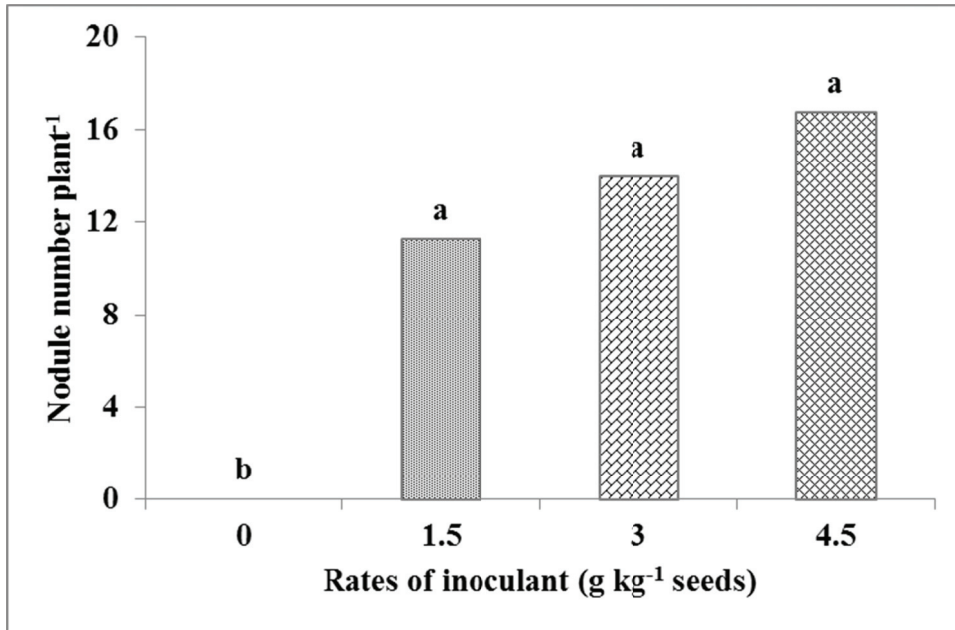 20
16
12
8
4
0
Nodule number plant⁻¹
b
a
a
a
0 1.5 3 4.5
Rates of inoculant (g kg⁻¹ seeds)